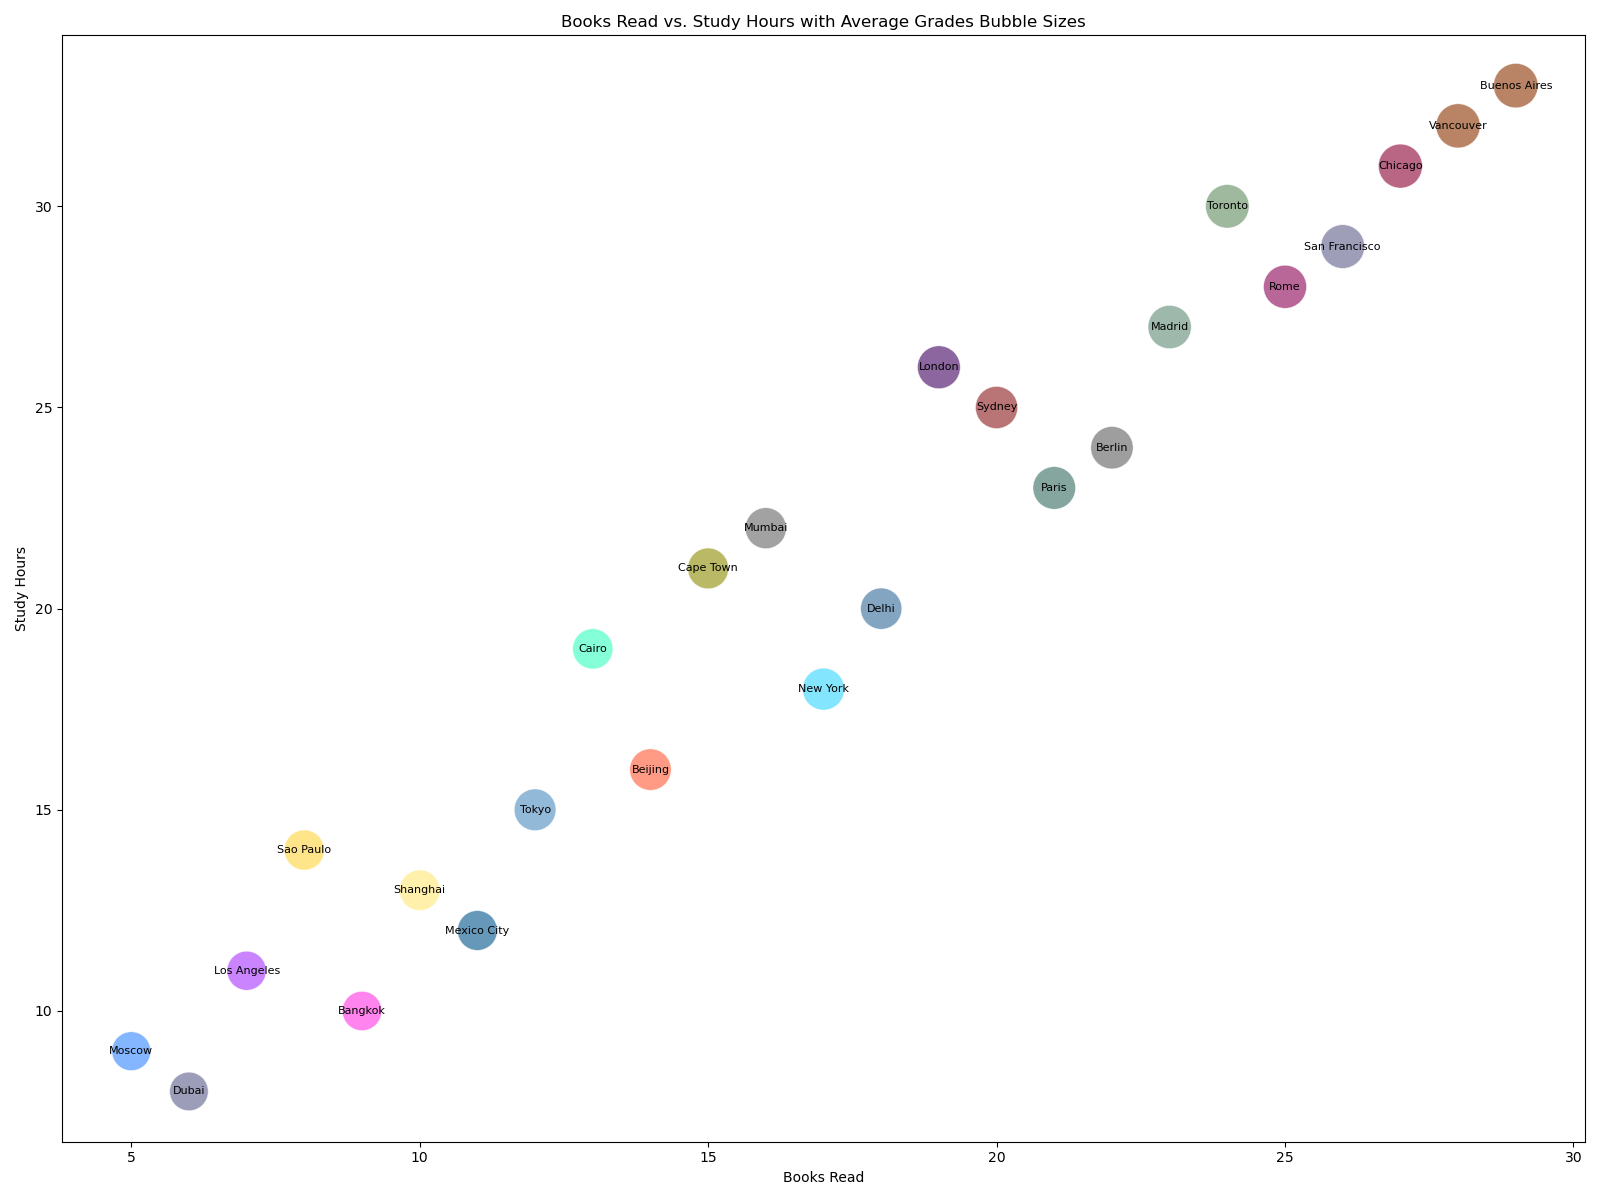 Books Read vs. Study Hours with Average Grades Bubble Sizes
Buenos Aires
Vancouver
Chicago
30
Toronto
San Francisco
Rome
Madrid
London
25
Sydney
Berlin
Paris
Mumbai
Study Hours
Cape Town
20
Delhi
Cairo
New York
Beijing
15
Tokyo
Sao Paulo
Shanghai
Mexico City
Los Angeles
10
Bangkok
Moscow
Dubai
5 10 15 20 25 30
Books Read